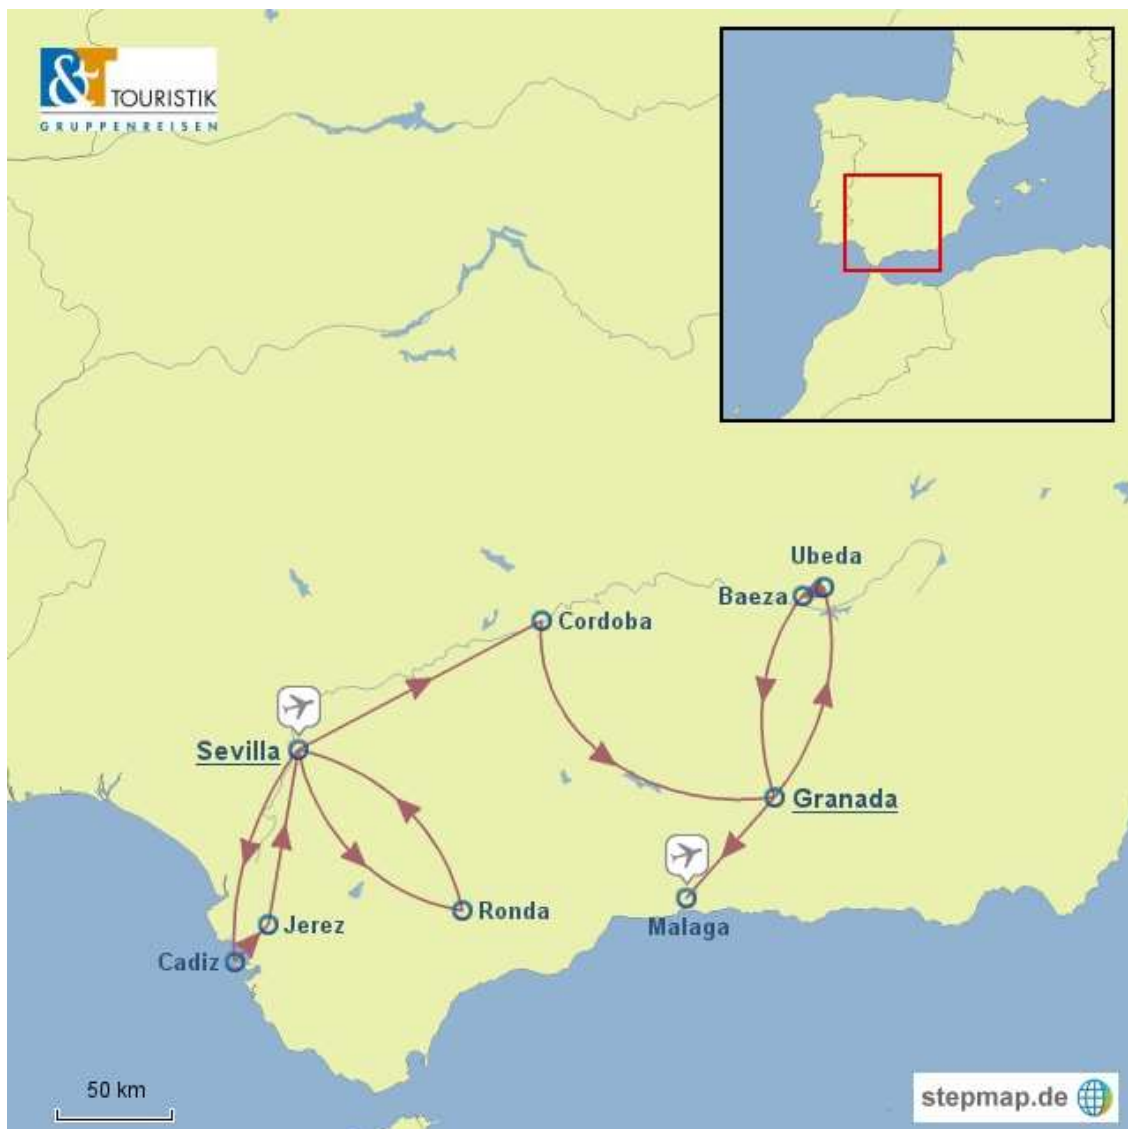 &T TOURISTIK
GRUPPENREISEN
Ubeda
Baeza
Cordoba
Sevilla
Granada
Ronda
Jerez
Malaga
Cadiz
50 km
stepmap.de